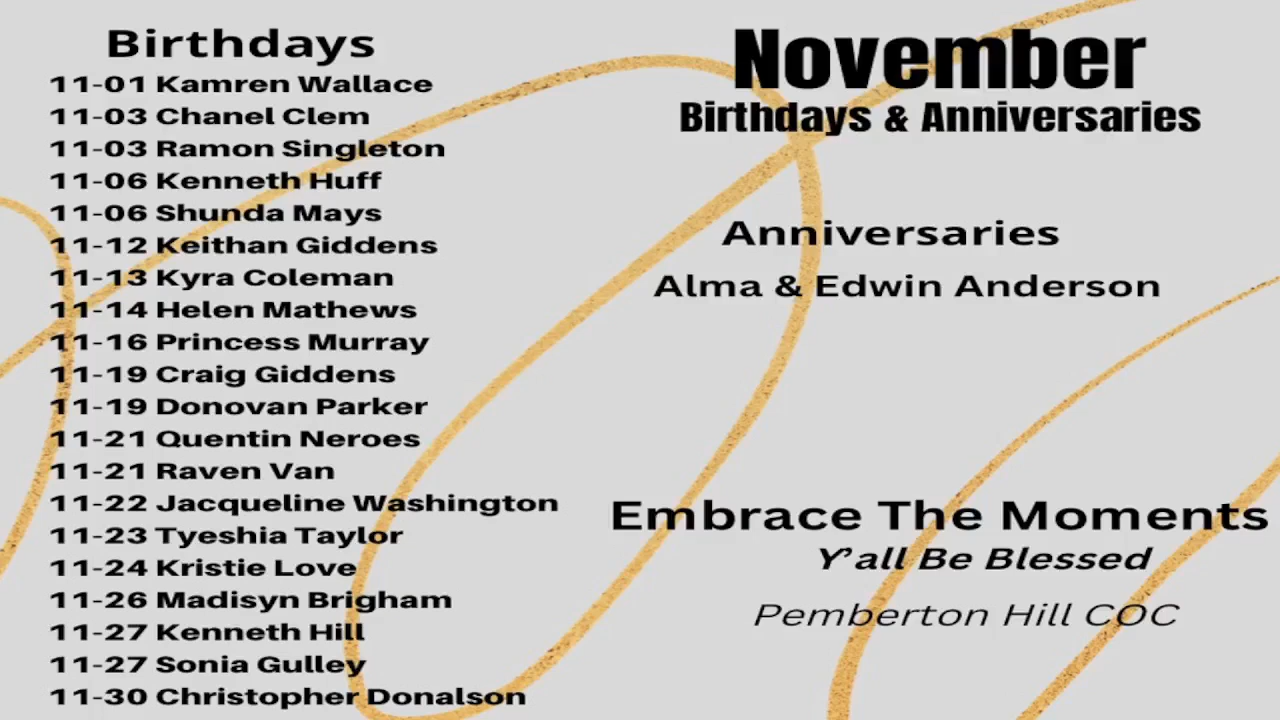 Birthdays
11-01 Kamren Wallace
11-03 Chanel Clem
11-03 Ramon Singleton
11-06 Kenneth Huff
11-06 Shunda Mays
11-12 Keithan Giddens
11-13 Kyra Coleman
11-14 Helen Mathews
11-16 Princess Murray
11-19 Craig Giddens
11-19 Donovan Parker
11-21 Quentin Neroes
11-21 Raven Van
11-22 Jacqueline Washington
11-23 Tyeshia Taylor
11-24 Kristie Love
11-26 Madisyn Brigham
11-27 Kenneth Hill
11-27 Sonia Gulley
11-30 Christopher Donalson
November
Birthdays & Anniversaries
Anniversaries
Alma & Edwin Anderson
Embrace The Moments
Y'all Be Blessed
Pemberton Hill COC